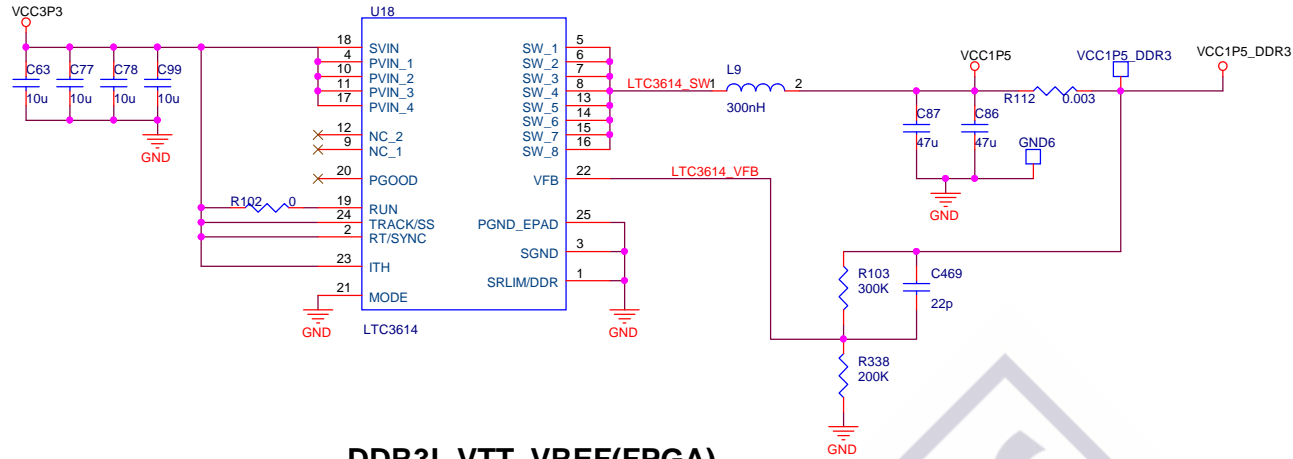 VCC3P3
U18
VCC1P5
VCC1P5_DDR3
VCC1P5_DDR3
C63
10u
C77
10u
C78
10u
C99
10u
GND
18 SVIN
4 PVIN_1
10 PVIN_2
11 PVIN_3
17 PVIN_4
12 NC_2
9 NC_1
20 PGOOD
R102 0
19 RUN
24 TRACK/SS
2 RT/SYNC
23 ITH
21 MODE
GND
LTC3614
SW_1 5
SW_2 6
SW_3 7
SW_4 8
SW_5 13
SW_6 14
SW_7 15
SW_8 16
VFB 22
PGND_EPAD 25
SGND 3
SRLIM/DDR 1
GND
LTC3614_SW
1 L9 2
300nH
LTC3614_VFB
C87
47u
C86
47u
GND6
GND
R112 0.003
R103
300K
C469
22p
R338
200K
GND
DDR3L VTT_VREF(FPGA)